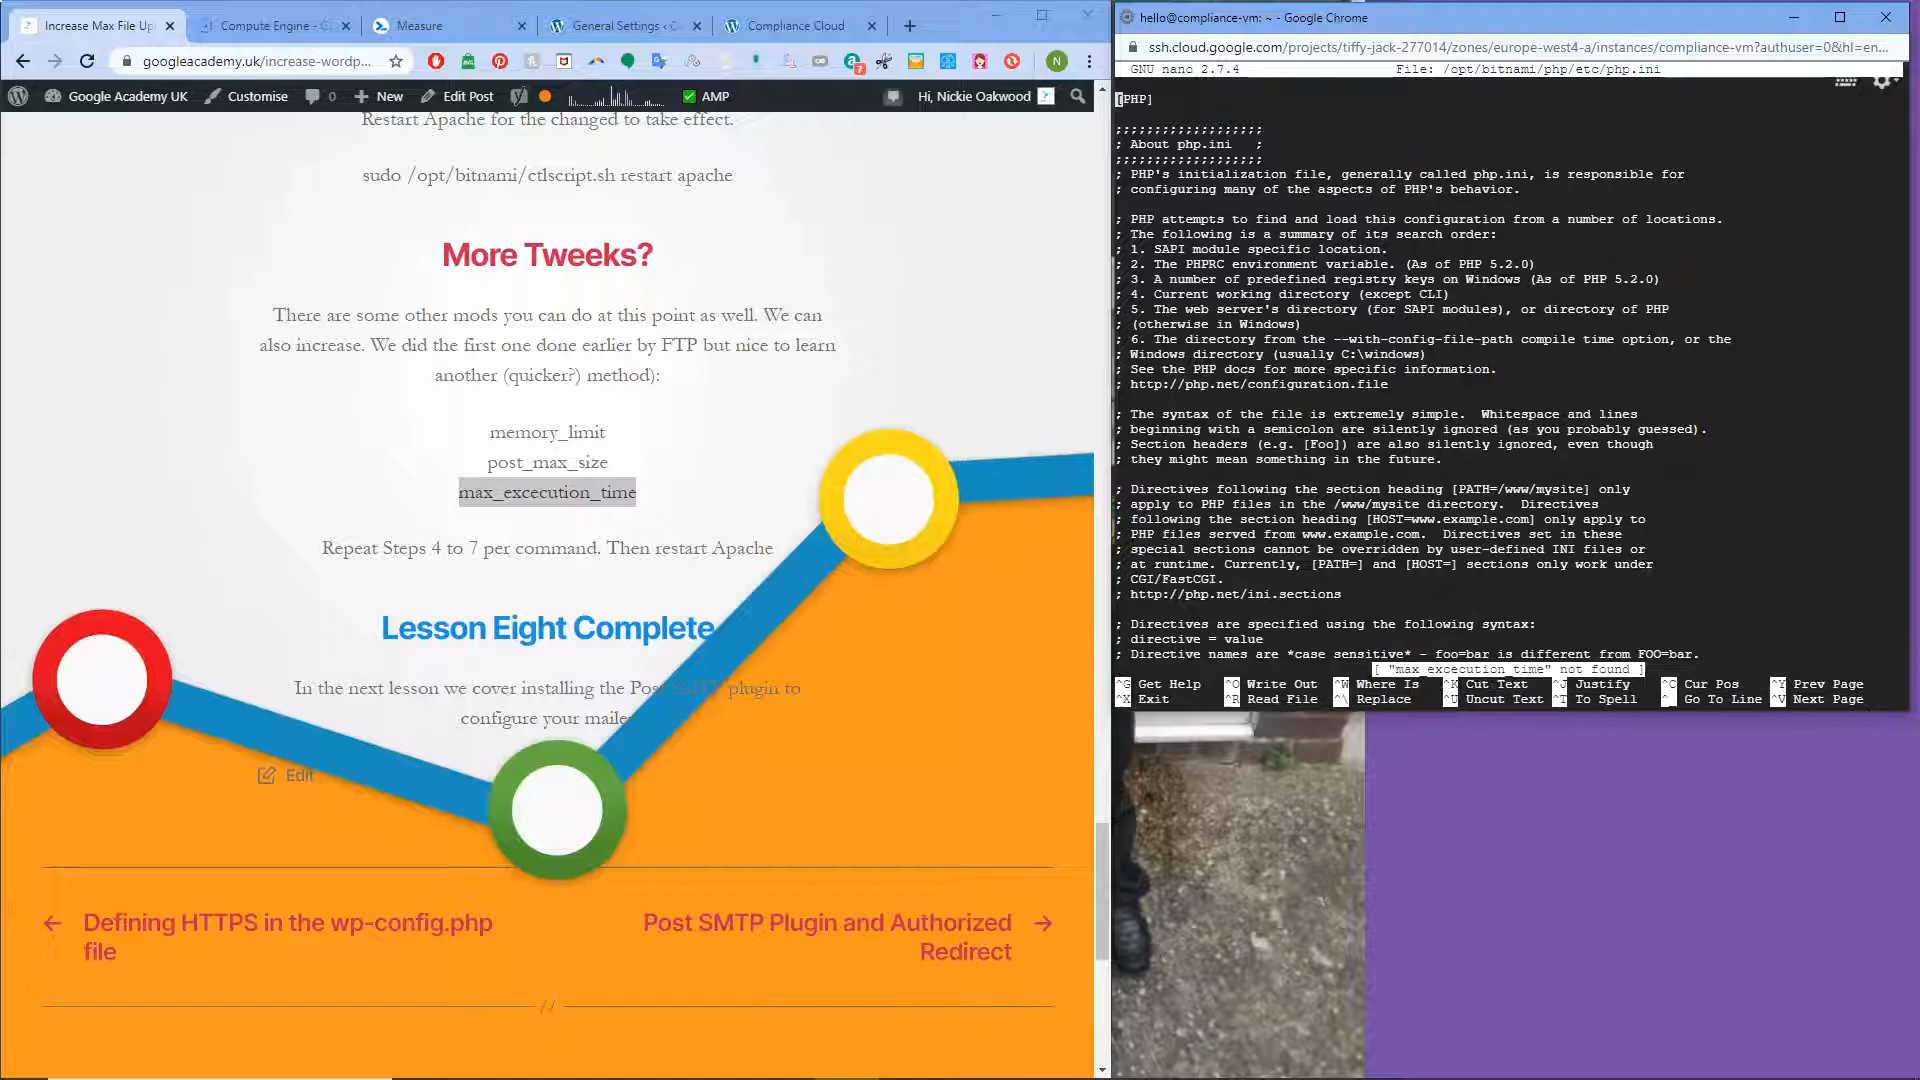 Increase Max File Up
Compute Engine - G
Measure
General Settings ‹ C
Compliance Cloud
googleacademy.uk/increase-wordp...
N
Google Academy UK
Customise
0
New
Edit Post
AMP
Hi, Nickie Oakwood
Restart Apache for the changed to take effect.
sudo /opt/bitnami/ctlscript.sh restart apache
More Tweeks?
There are some other mods you can do at this point as well. We can
also increase. We did the first one done earlier by FTP but nice to learn
another (quicker?) method):
memory_limit
post_max_size
max_excecution_time
Repeat Steps 4 to 7 per command. Then restart Apache
Lesson Eight Complete
In the next lesson we cover installing the Post SMTP plugin to
configure your maile
Edit
← Defining HTTPS in the wp-config.php
file
Post SMTP Plugin and Authorized →
Redirect
//
hello@compliance-vm: ~ - Google Chrome
ssh.cloud.google.com/projects/tiffy-jack-277014/zones/europe-west4-a/instances/compliance-vm?authuser=0&hl=en...
GNU nano 2.7.4 File: /opt/bitnami/php/etc/php.ini
[PHP]
;;;;;;;;;;;;;;;;;;;
; About php.ini   ;
;;;;;;;;;;;;;;;;;;;
; PHP's initialization file, generally called php.ini, is responsible for
; configuring many of the aspects of PHP's behavior.
; PHP attempts to find and load this configuration from a number of locations.
; The following is a summary of its search order:
; 1. SAPI module specific location.
; 2. The PHPRC environment variable. (As of PHP 5.2.0)
; 3. A number of predefined registry keys on Windows (As of PHP 5.2.0)
; 4. Current working directory (except CLI)
; 5. The web server's directory (for SAPI modules), or directory of PHP
; (otherwise in Windows)
; 6. The directory from the --with-config-file-path compile time option, or the
; Windows directory (usually C:\windows)
; See the PHP docs for more specific information.
; http://php.net/configuration.file
; The syntax of the file is extremely simple.  Whitespace and lines
; beginning with a semicolon are silently ignored (as you probably guessed).
; Section headers (e.g. [Foo]) are also silently ignored, even though
; they might mean something in the future.
; Directives following the section heading [PATH=/www/mysite] only
; apply to PHP files in the /www/mysite directory.  Directives
; following the section heading [HOST=www.example.com] only apply to
; PHP files served from www.example.com.  Directives set in these
; special sections cannot be overridden by user-defined INI files or
; at runtime. Currently, [PATH=] and [HOST=] sections only work under
; CGI/FastCGI.
; http://php.net/ini.sections
; Directives are specified using the following syntax:
; directive = value
; Directive names are *case sensitive* - foo=bar is different from FOO=bar.
[ "max_excecution_time" not found ]
^G Get Help ^O Write Out ^W Where Is ^K Cut Text ^J Justify ^C Cur Pos ^Y Prev Page
^X Exit ^R Read File ^\ Replace ^U Uncut Text ^T To Spell ^_ Go To Line ^V Next Page